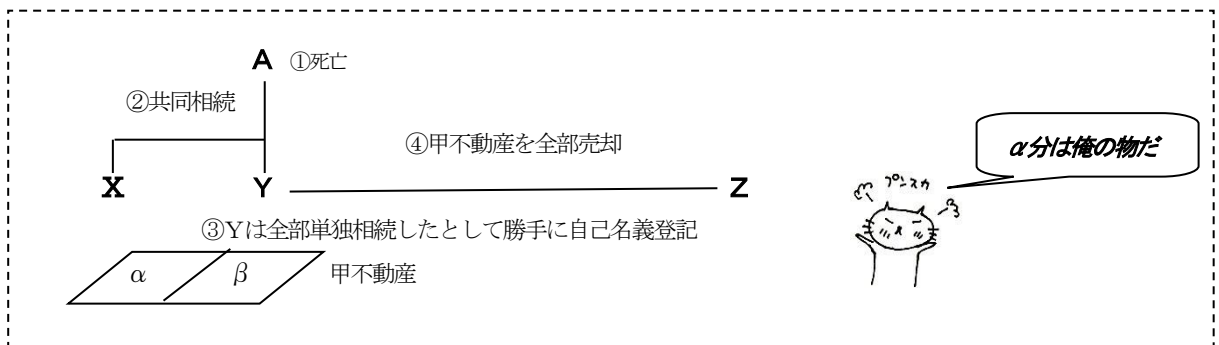 A ①死亡
②共同相続
④甲不動産を全部売却
α分は俺の物だ
プンスカ
X Y Z
③Yは全部単独相続したとして勝手に自己名義登記
α β 甲不動産